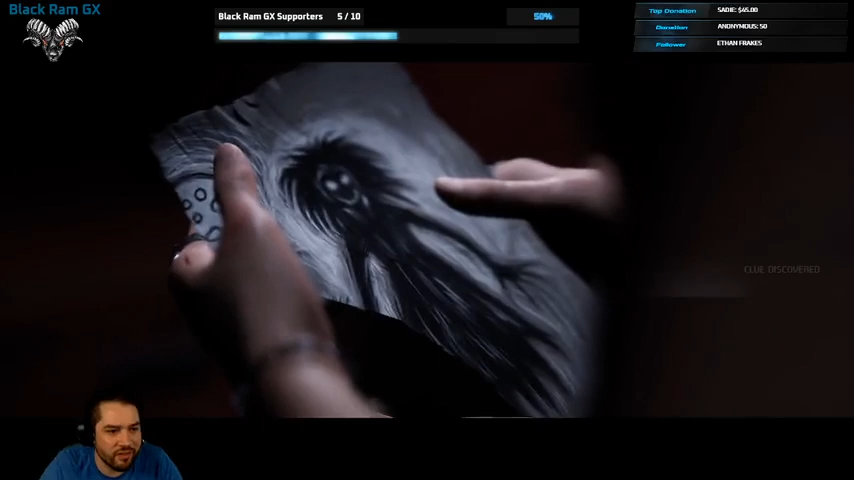 Black Ram GX
Black Ram GX Supporters 5 / 10
50%
Top Donation SADIE: $45.00
Donation ANONYMOUS: 50
Follower ETHAN FRAKES
CLUE DISCOVERED